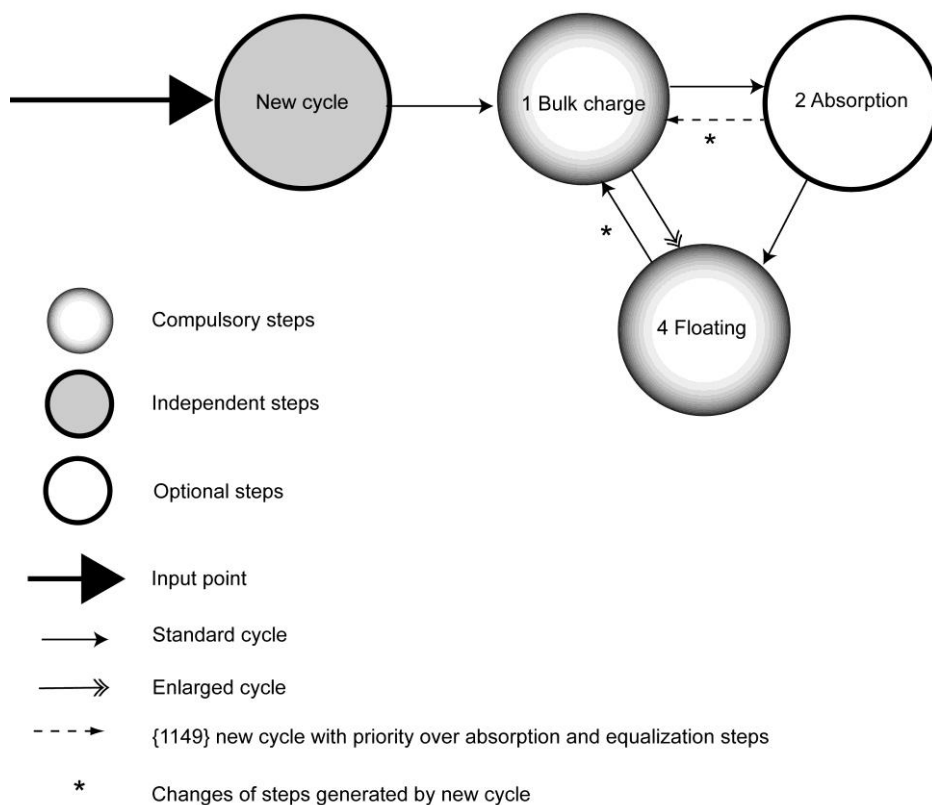 New cycle
1 Bulk charge
2 Absorption
*
*
4 Floating
Compulsory steps
Independent steps
Optional steps
Input point
Standard cycle
Enlarged cycle
{1149} new cycle with priority over absorption and equalization steps
* Changes of steps generated by new cycle